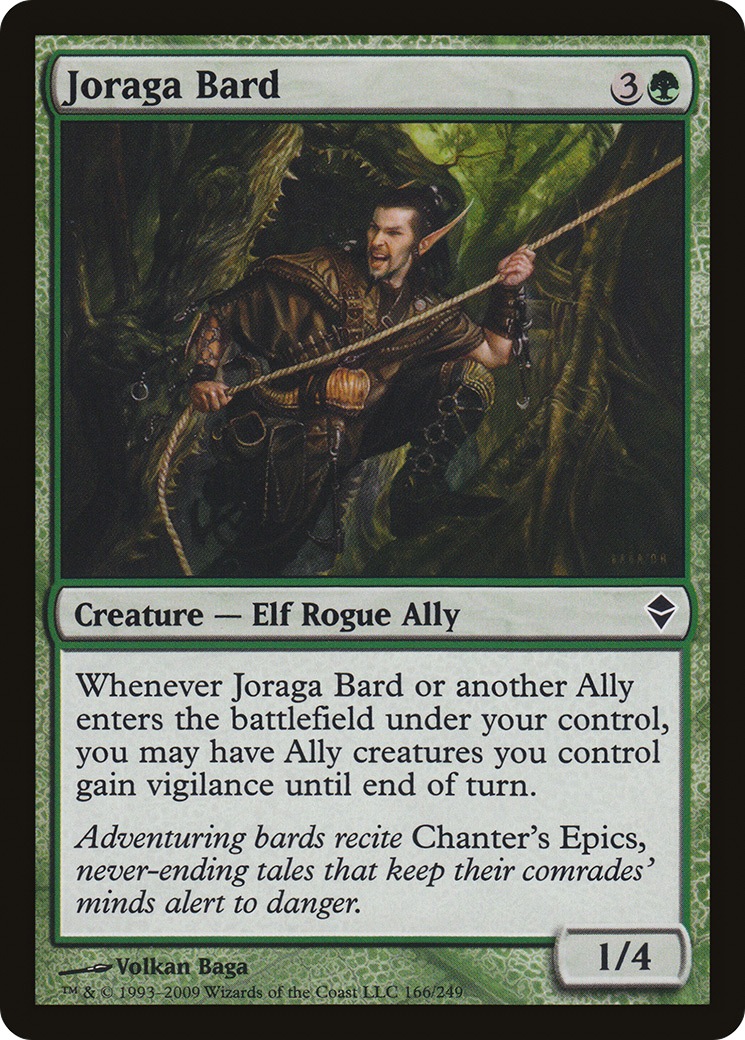 Joraga Bard 3
Creature — Elf Rogue Ally
Whenever Joraga Bard or another Ally
enters the battlefield under your control,
you may have Ally creatures you control
gain vigilance until end of turn.
Adventuring bards recite Chanter's Epics,
never-ending tales that keep their comrades'
minds alert to danger.
1/4
Volkan Baga
™ & © 1993–2009 Wizards of the Coast LLC 166/249